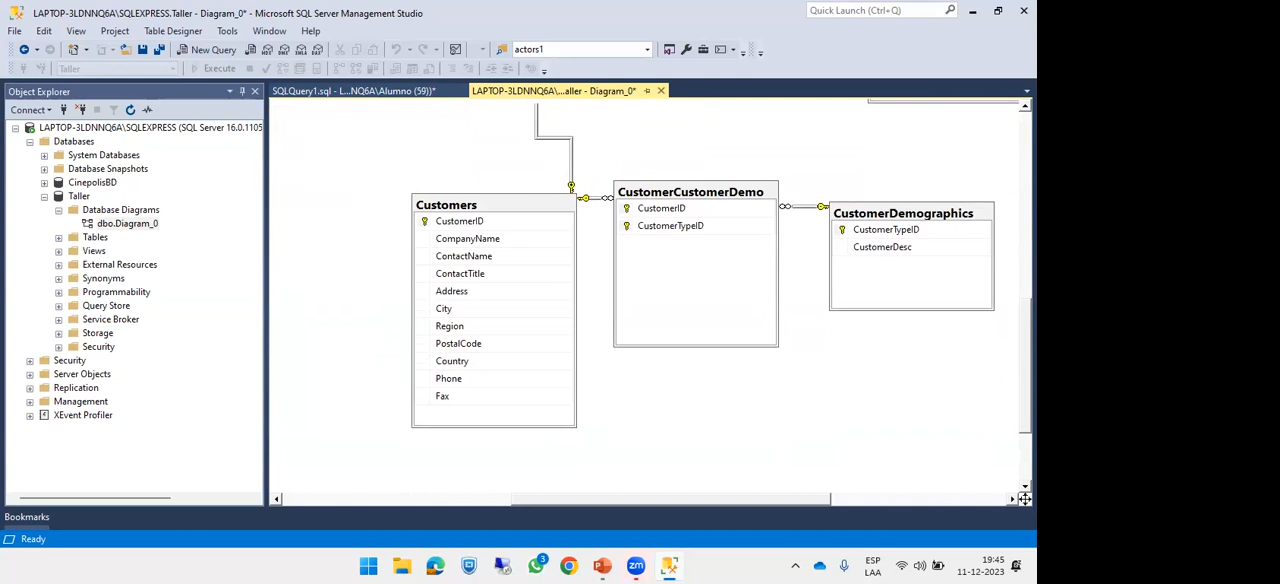 LAPTOP-3LDNNQ6A\SQLEXPRESS.Taller - Diagram_0* - Microsoft SQL Server Management Studio
Quick Launch (Ctrl+Q)
File Edit View Project Table Designer Tools Window Help
New Query
actors1
Taller
Execute
Object Explorer
SQLQuery1.sql - L...NQ6A\Alumno (59))*
LAPTOP-3LDNNQ6A\...aller - Diagram_0*
Connect
LAPTOP-3LDNNQ6A\SQLEXPRESS (SQL Server 16.0.1105
Databases
System Databases
Database Snapshots
CinepolisBD
Taller
Database Diagrams
dbo.Diagram_0
Tables
Views
External Resources
Synonyms
Programmability
Query Store
Service Broker
Storage
Security
Security
Server Objects
Replication
Management
XEvent Profiler
Customers
CustomerID
CompanyName
ContactName
ContactTitle
Address
City
Region
PostalCode
Country
Phone
Fax
CustomerCustomerDemo
CustomerID
CustomerTypeID
CustomerDemographics
CustomerTypeID
CustomerDesc
Bookmarks
Ready
3
zm
ESP
LAA
19:45
11-12-2023